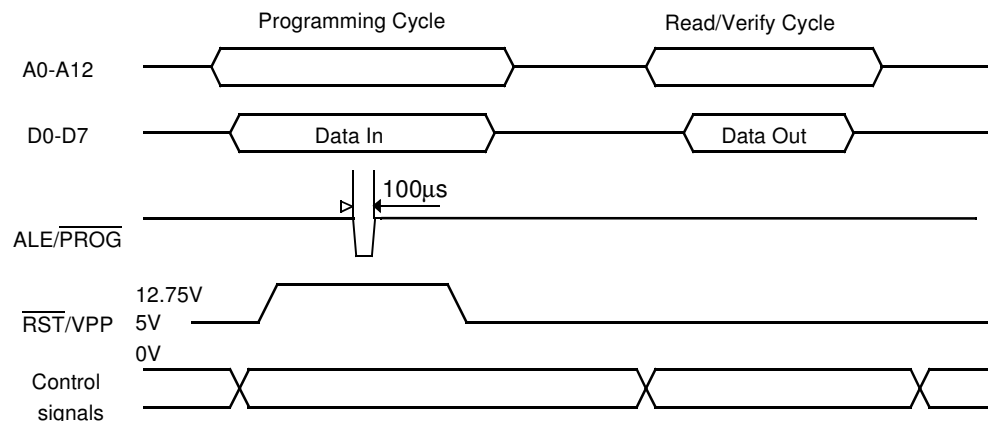 Programming Cycle
Read/Verify Cycle
A0-A12
D0-D7
Data In
Data Out
100µs
ALE/PROG
12.75V
RST/VPP
5V
0V
Control
signals